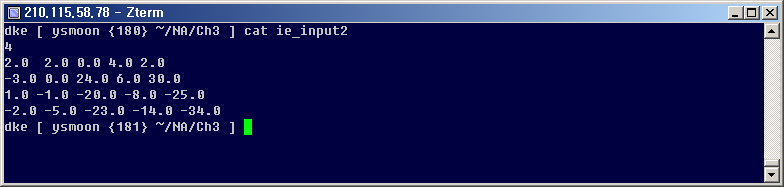 210.115.58.78 - Zterm
dke [ ysmoon {180} ~/NA/Ch3 ] cat ie_input2
4
2.0  2.0 0.0 4.0 2.0
-3.0 0.0 24.0 6.0 30.0
1.0 -1.0 -20.0 -8.0 -25.0
-2.0 -5.0 -23.0 -14.0 -34.0
dke [ ysmoon {181} ~/NA/Ch3 ]